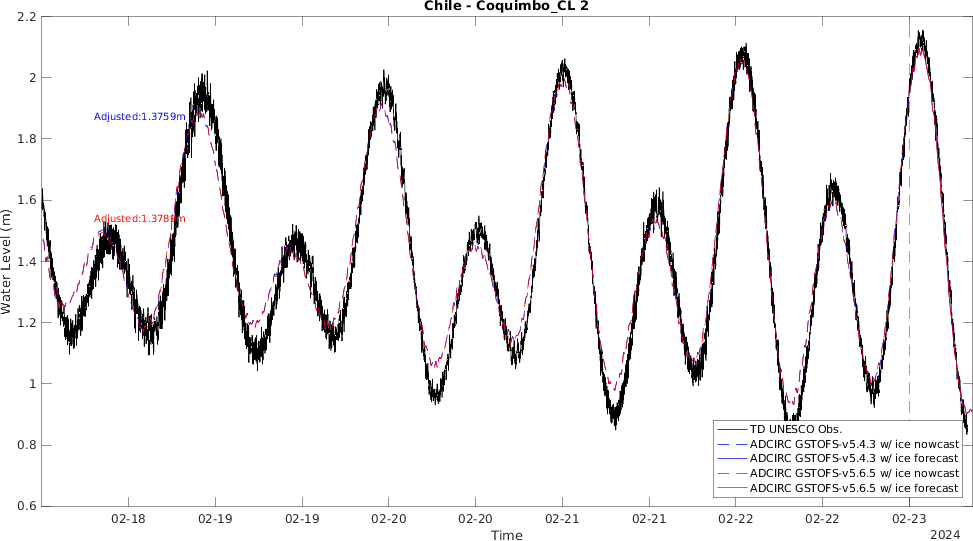 Chile - Coquimbo_CL 2
2.2
2
1.8
1.6
1.4
1.2
1
0.8
0.6
Water Level (m)
Adjusted:1.3759m
TD UNESCO Obs.
ADCIRC GSTOFS-v5.4.3 w/ ice nowcast
ADCIRC GSTOFS-v5.4.3 w/ ice forecast
ADCIRC GSTOFS-v5.6.5 w/ ice nowcast
ADCIRC GSTOFS-v5.6.5 w/ ice forecast
02-18 02-19 02-19 02-20 02-20 02-21 02-21 02-22 02-22 02-23
Time
2024